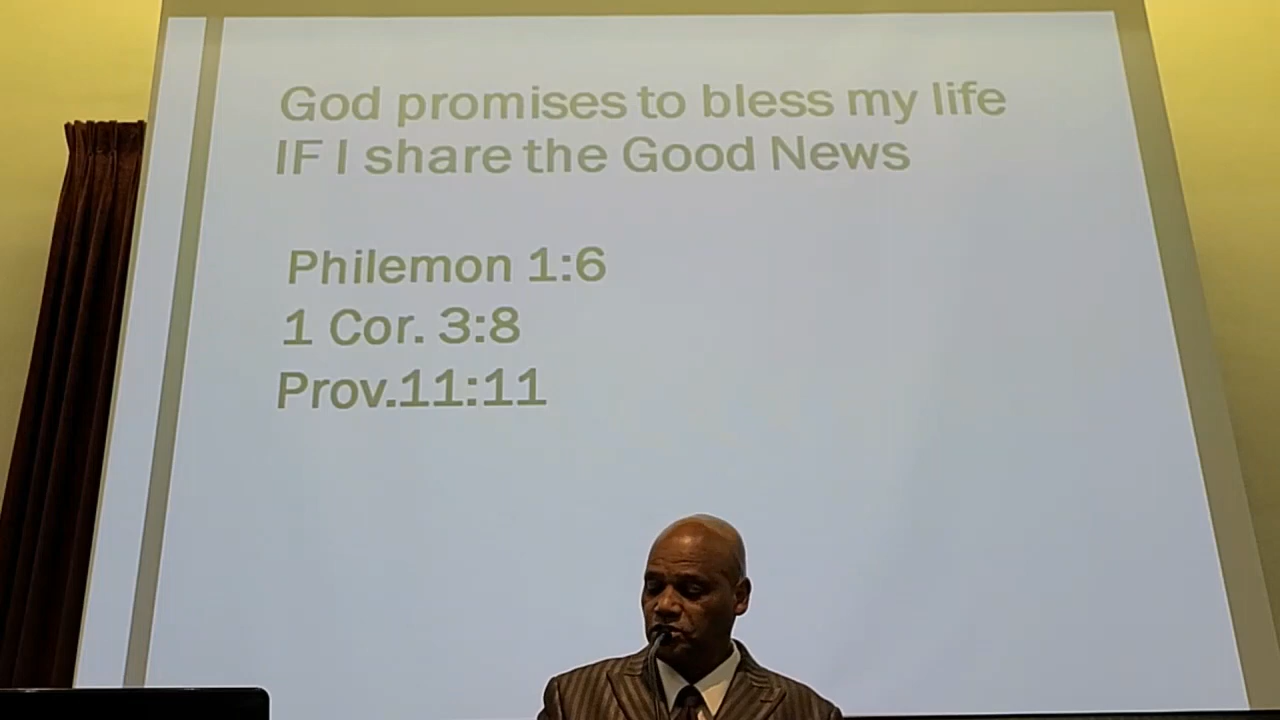 God promises to bless my life
IF I share the Good News
Philemon 1:6
1 Cor. 3:8
Prov.11:11